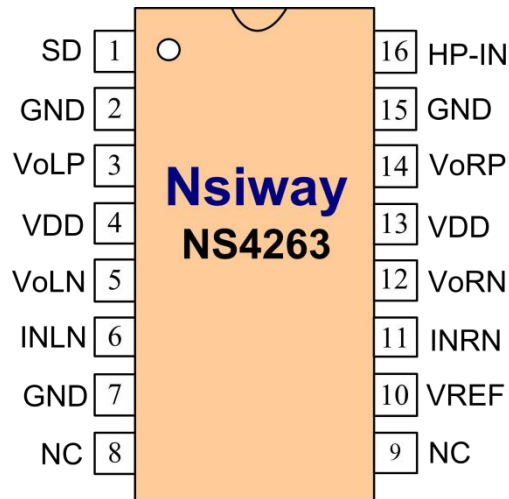 SD 1 16 HP-IN
GND 2 15 GND
VoLP 3 14 VoRP
Nsiway
VDD 4 13 VDD
NS4263
VoLN 5 12 VoRN
INLN 6 11 INRN
GND 7 10 VREF
NC 8 9 NC